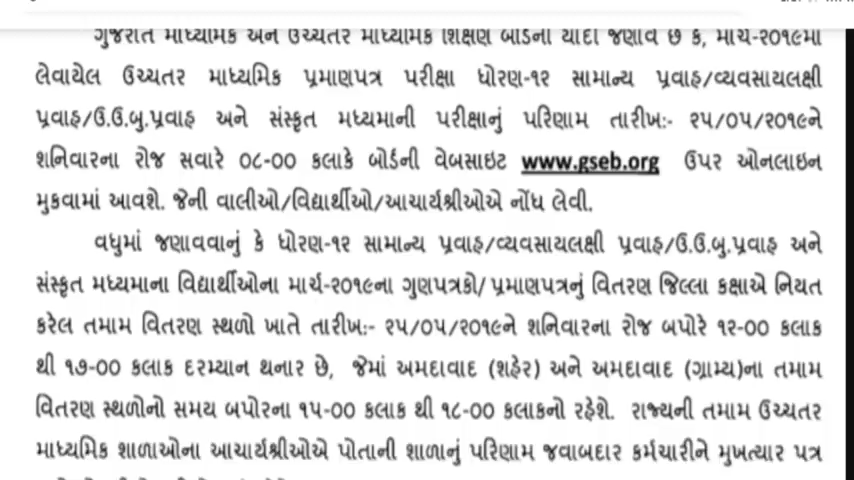 ગુજરાત માધ્યમિક અને ઉચ્ચતર માધ્યમિક શિક્ષણ બોર્ડની યાદી જણાવે છે કે, માર્ચ-૨૦૧૯માં
લેવાયેલ ઉચ્ચતર માધ્યમિક પ્રમાણપત્ર પરીક્ષા ધોરણ-૧૨ સામાન્ય પ્રવાહ/વ્યવસાયલક્ષી
પ્રવાહ/ઉ.ઉ.બુ.પ્રવાહ અને સંસ્કૃત મધ્યમાની પરીક્ષાનું પરિણામ તારીખ:- ૨૫/૦૫/૨૦૧૯ને
શનિવારના રોજ સવારે ૦૮-૦૦ કલાકે બોર્ડની વેબસાઇટ www.gseb.org ઉપર ઓનલાઇન
મુકવામાં આવશે. જેની વાલીઓ/વિદ્યાર્થીઓ/આચાર્યશ્રીઓએ નોંધ લેવી.
વધુમાં જણાવવાનું કે ધોરણ-૧૨ સામાન્ય પ્રવાહ/વ્યવસાયલક્ષી પ્રવાહ/ઉ.ઉ.બુ.પ્રવાહ અને
સંસ્કૃત મધ્યમાના વિદ્યાર્થીઓના માર્ચ-૨૦૧૯ના ગુણપત્રકો/ પ્રમાણપત્રનું વિતરણ જિલ્લા કક્ષાએ નિયત
કરેલ તમામ વિતરણ સ્થળો ખાતે તારીખ:- ૨૫/૦૫/૨૦૧૯ને શનિવારના રોજ બપોરે ૧૨-૦૦ કલાક
થી ૧૭-૦૦ કલાક દરમ્યાન થનાર છે, જેમાં અમદાવાદ (શહેર) અને અમદાવાદ (ગ્રામ્ય)ના તમામ
વિતરણ સ્થળોનો સમય બપોરના ૧૫-૦૦ કલાક થી ૧૮-૦૦ કલાકનો રહેશે. રાજ્યની તમામ ઉચ્ચતર
માધ્યમિક શાળાઓના આચાર્યશ્રીઓએ પોતાની શાળાનું પરિણામ જવાબદાર કર્મચારીને મુખત્યાર પત્ર